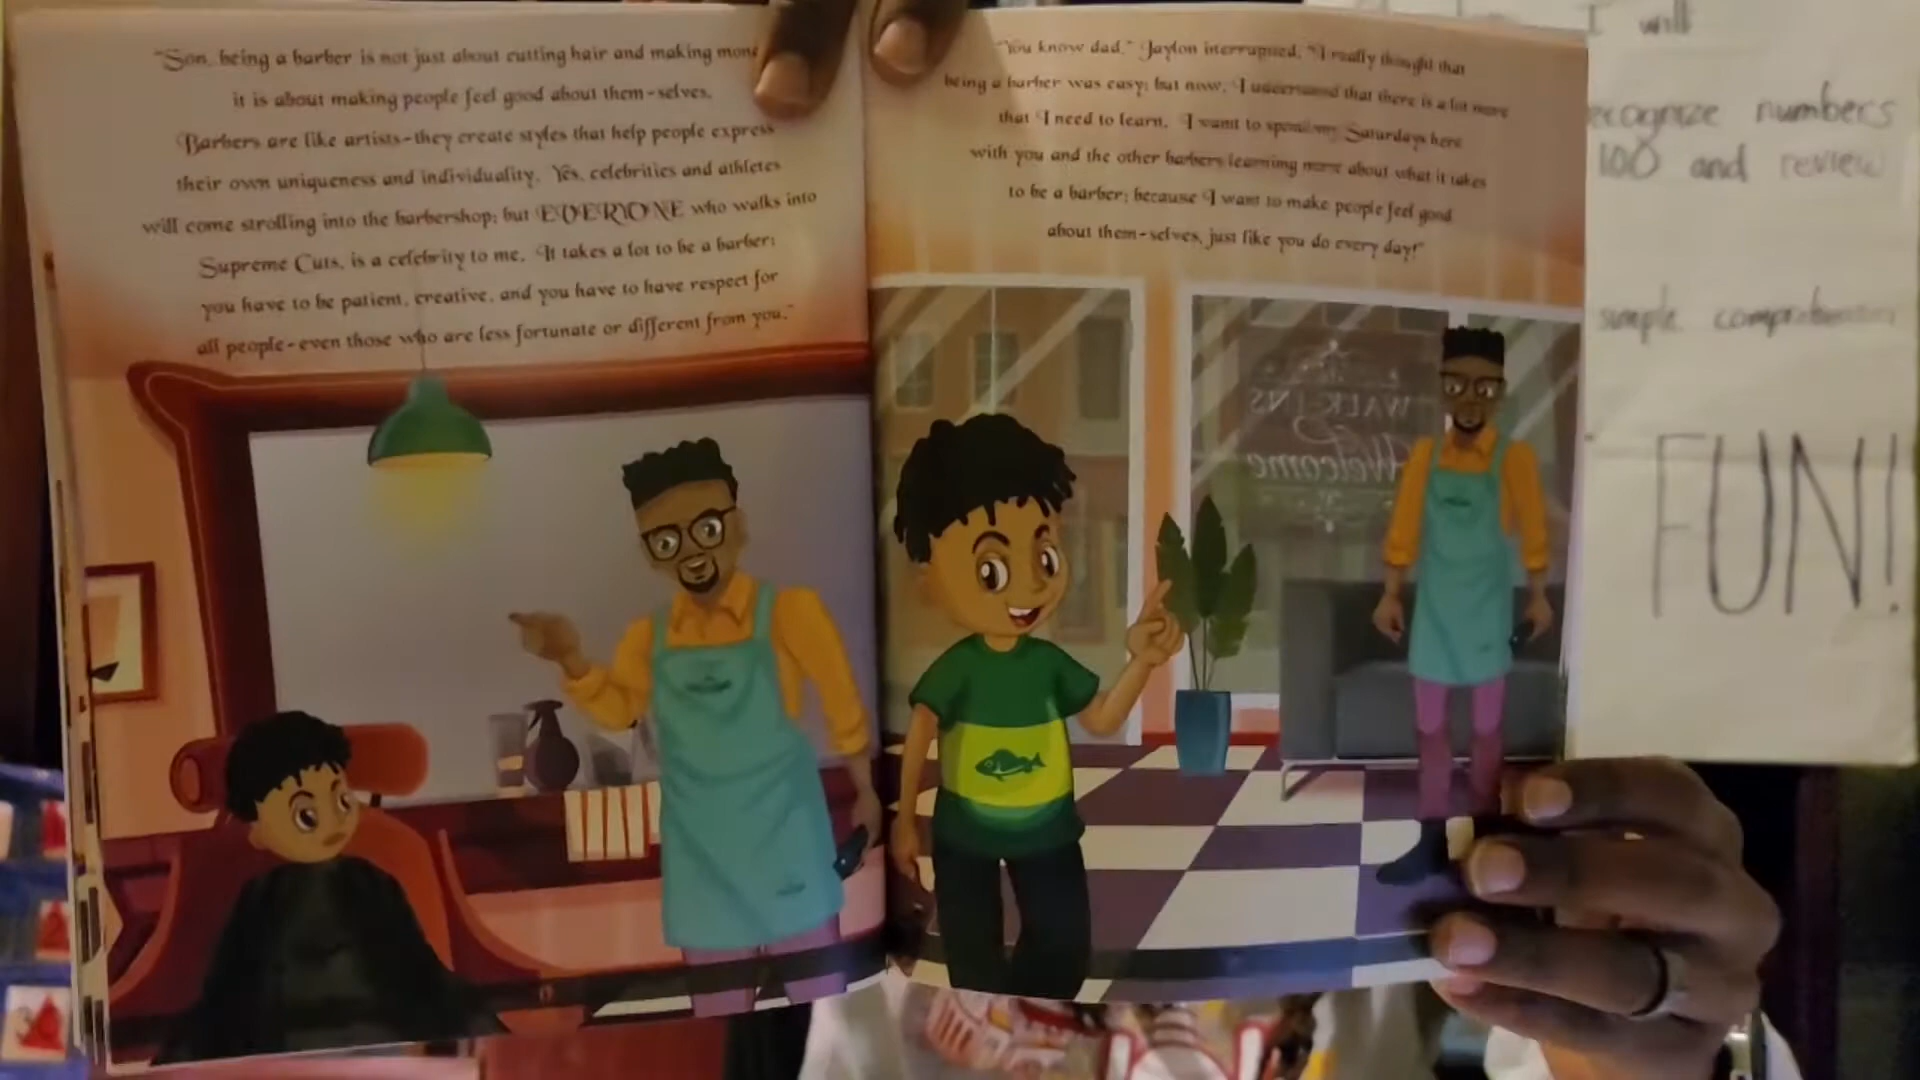 "Son, being a barber is not just about cutting hair and making
it is about making people feel good about them-selves.
Barbers are like artists-they create styles that help people express
their own uniqueness and individuality. Yes, celebrities and athletes
will come strolling into the barbershop; but EVERYONE who walks into
Supreme Cuts, is a celebrity to me. It takes a lot to be a barber;
you have to be patient, creative, and you have to have respect for
all people-even those who are less fortunate or different from you."
"You know dad," Jaylon interrupted, "I really thought that
being a barber was easy; but now, I understand that there is a lot more
that I need to learn. I want to spend my Saturdays here
with you and the other barbers learning more about what it takes
to be a barber; because I want to make people feel good
about them-selves, just like you do every day!"
WALK-INS
Welcome
I will
recognize numbers
100 and review
simple comprehension
FUN!